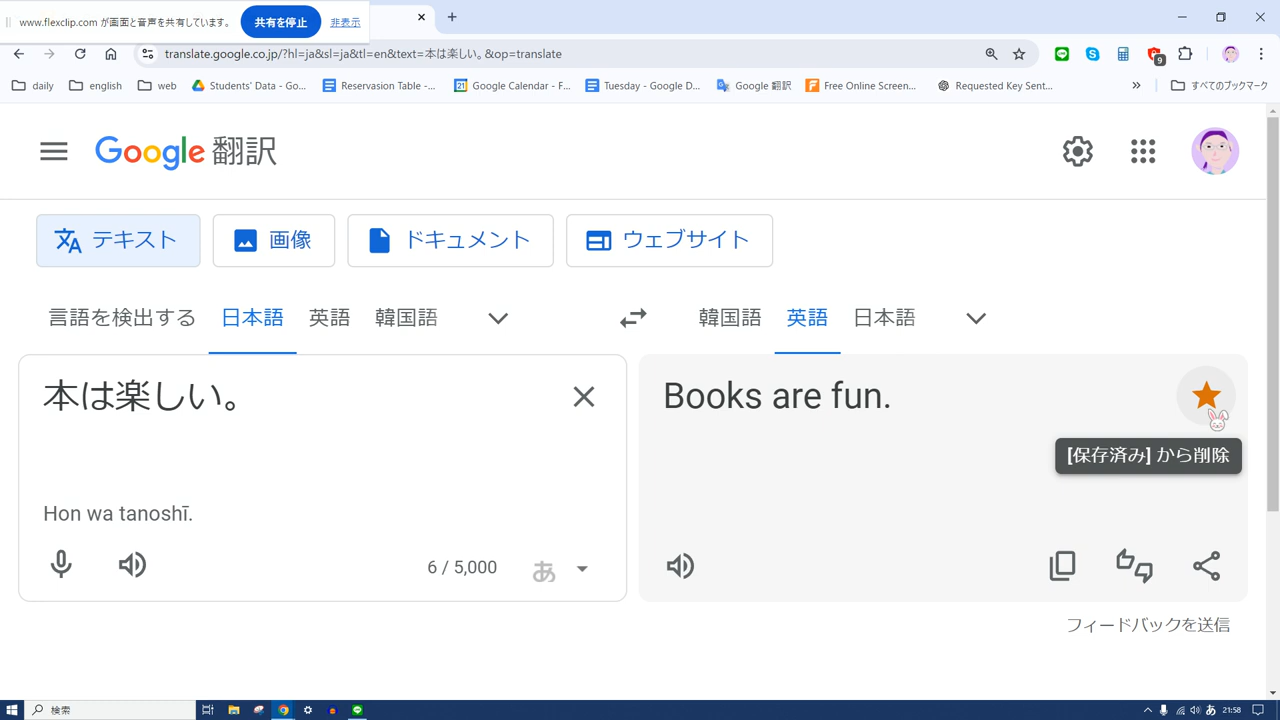 www.flexclip.com が画面と音声を共有しています。 共有を停止 非表示
translate.google.co.jp/?hl=ja&sl=ja&tl=en&text=本は楽しい。&op=translate
9
daily english web Students' Data - Go... Reservasion Table -... Google Calendar - F... Tuesday - Google D... Google 翻訳 Free Online Screen... Requested Key Sent... » すべてのブックマーク
Google 翻訳
テキスト 画像 ドキュメント ウェブサイト
言語を検出する 日本語 英語 韓国語 韓国語 英語 日本語
本は楽しい。
Books are fun.
[保存済み] から削除
Hon wa tanoshī.
6 / 5,000 あ
フィードバックを送信
検索 あ 21:58